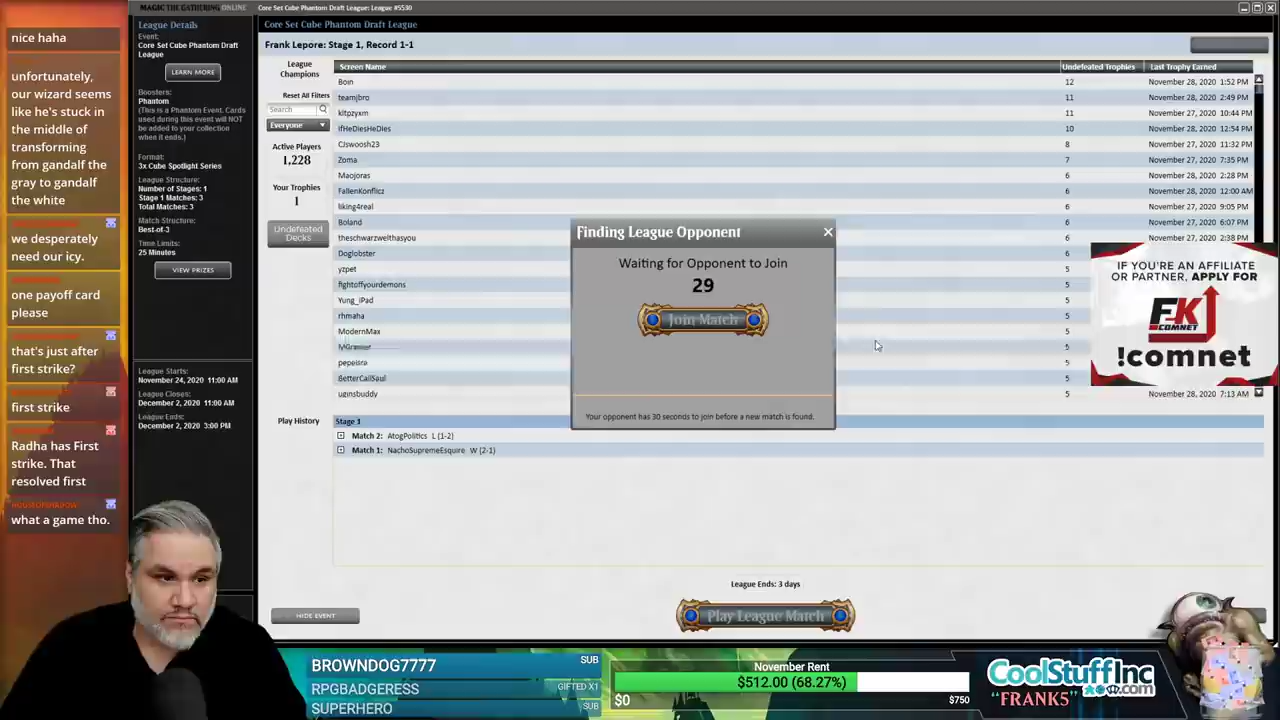 nice haha
unfortunately,
our wizard seems
like he's stuck in
the middle of
transforming
from gandalf the
gray to gandalf
the white
we desperately
need our icy.
one payoff card
please
that's just after
first strike?
first strike
Radha has First
strike. That
resolved first
what a game tho.
MAGIC THE GATHERING ONLINE
Core Set Cube Phantom Draft League: League #5530
League Details
Event:
Core Set Cube Phantom Draft
League
LEARN MORE
Boosters:
Phantom
(This is a Phantom Event. Cards
used during this event will NOT
be added to your collection
when it ends.)
Format:
3x Cube Spotlight Series
League Structure:
Number of Stages: 1
Stage 1 Matches: 3
Total Matches: 3
Match Structure:
Best-of-3
Time Limits:
25 Minutes
VIEW PRIZES
League Starts:
November 24, 2020 11:00 AM
League Closes:
December 2, 2020 11:00 AM
League Ends:
December 2, 2020 3:00 PM
Core Set Cube Phantom Draft League
Frank Lepore: Stage 1, Record 1-1
League
Champions
Reset All Filters
Search
Everyone
Active Players
1,228
Your Trophies
1
Undefeated
Decks
Screen Name Undefeated Trophies Last Trophy Earned
Boin 12 November 28, 2020 1:52 PM
teamjbro 11 November 28, 2020 2:49 PM
kltpzyxm 11 November 27, 2020 10:44 PM
ifHeDiesHeDies 10 November 28, 2020 12:54 PM
CJswoosh23 8 November 27, 2020 11:32 PM
Zoma 7 November 27, 2020 7:35 PM
Maojoras 6 November 28, 2020 2:28 PM
FallenKonflicz 6 November 28, 2020 12:00 AM
liking4real 6 November 27, 2020 9:05 PM
Boland 6 November 27, 2020 6:07 PM
theschwarzwelthasyou 6 November 27, 2020 2:38 PM
Doglobster 6
yzpet 5
fightoffyourdemons 5
Yung_iPad 5
rhmaha 5
ModernMax 5
5
pepeisra 5
BetterCallSaul 5
uginsbuddy 5 November 28, 2020 7:13 AM
Finding League Opponent
Waiting for Opponent to Join
29
Join Match
Your opponent has 30 seconds to join before a new match is found.
IF YOU'RE AN AFFILIATE
OR PARTNER, APPLY FOR
FK
COMNET
!comnet
Play History
Stage 1
Match 2: AtogPolitics L (1-2)
Match 1: NachoSupremeEsquire W (2-1)
League Ends: 3 days
HIDE EVENT
Play League Match
BROWNDOG7777 SUB
RPGBADGERESS GIFTED X1
SUPERHERO SUB
November Rent
$512.00 (68.27%)
$0 $750
CoolStuffInc
.com
"FRANKS"